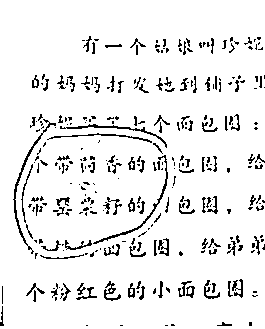 有一个姑娘叫珍妮
的妈妈打发她到铺子里
珍妮买了七个面包圈：
个带茴香的面包圈，给
带罂粟籽的面包圈，给
的面包圈，给弟弟
个粉红色的小面包圈。